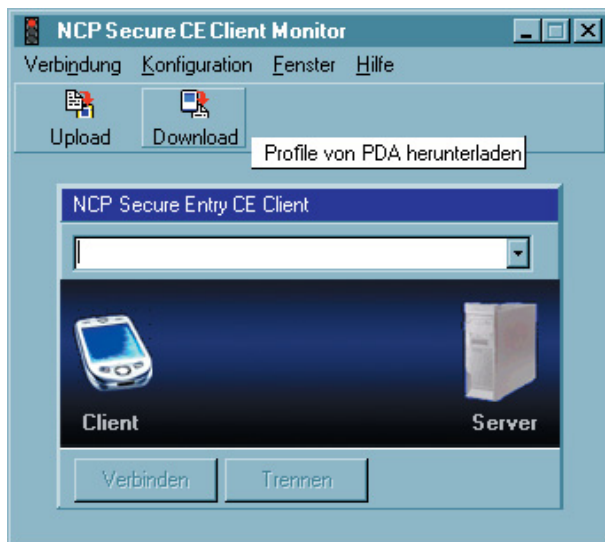 NCP Secure CE Client Monitor
Verbindung Konfiguration Fenster Hilfe
Upload Download
Profile von PDA herunterladen
NCP Secure Entry CE Client
Client Server
Verbinden Trennen